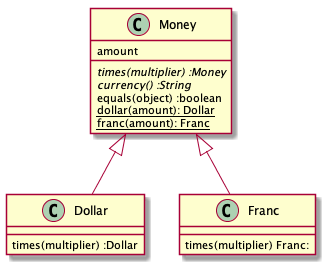 C Money
amount
times(multiplier) :Money
currency() :String
equals(object) :boolean
dollar(amount): Dollar
franc(amount): Franc
C Dollar
times(multiplier) :Dollar
C Franc
times(multiplier) Franc: